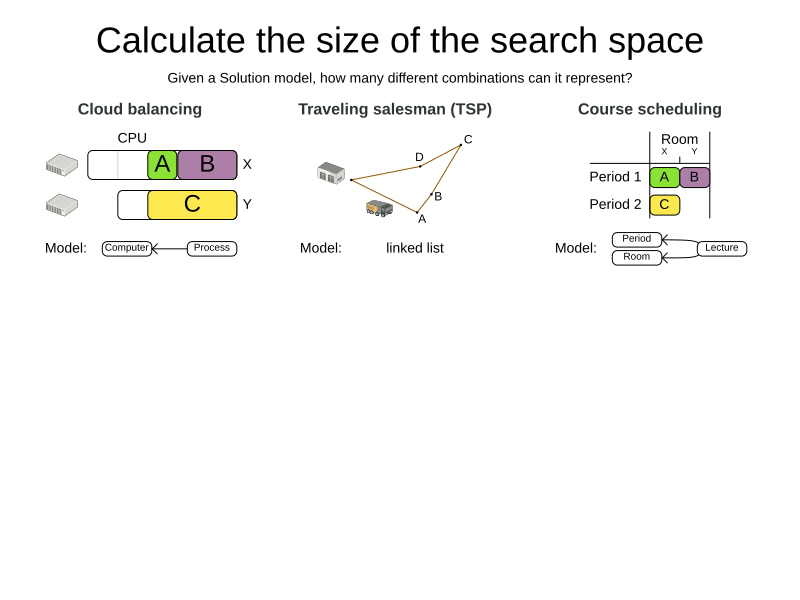 Calculate the size of the search space
Given a Solution model, how many different combinations can it represent?
Cloud balancing
CPU
A B X
C Y
Model: Computer Process
Traveling salesman (TSP)
C
D
B
A
Model: linked list
Course scheduling
Room
X Y
Period 1 A B
Period 2 C
Model: Period Lecture
Room